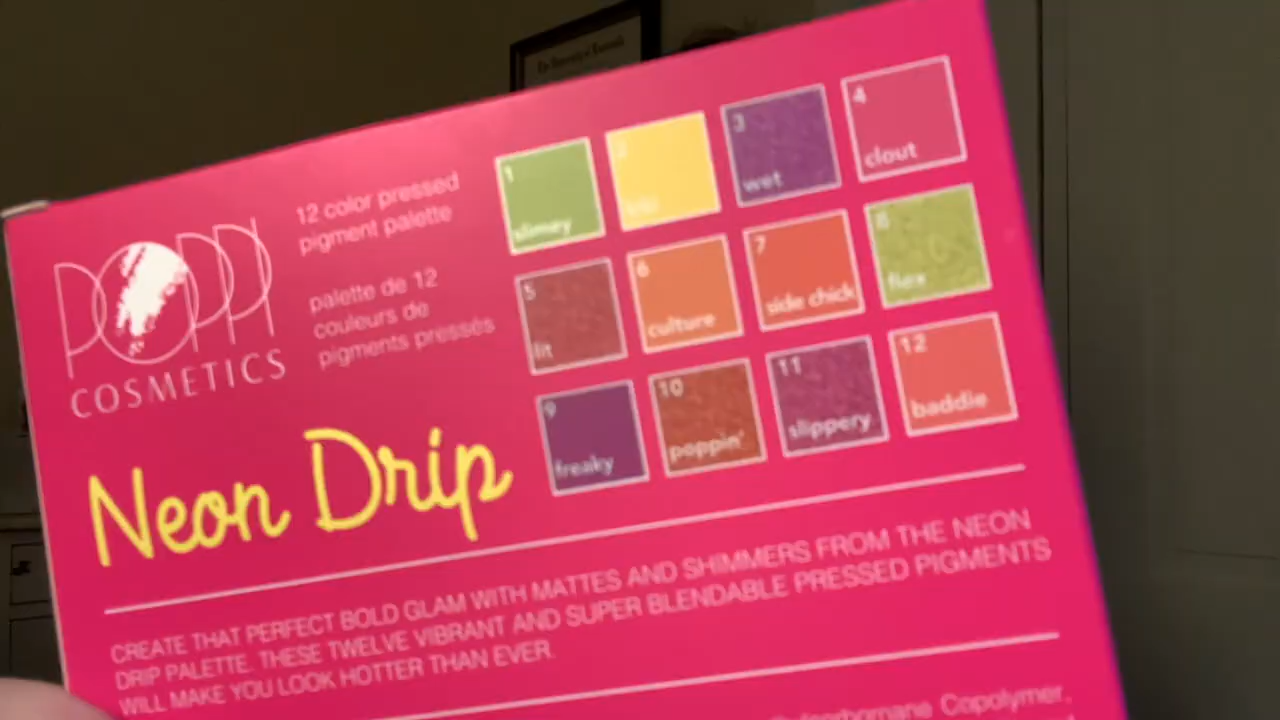 POPPI
COSMETICS
12 color pressed
pigment palette
palette de 12
couleurs de
pigments pressés
Neon Drip
1
slimey
2
3
wet
4
clout
5
lit
6
culture
7
side chick
8
flex
9
freaky
10
poppin'
11
slippery
12
baddie
CREATE THAT PERFECT BOLD GLAM WITH MATTES AND SHIMMERS FROM THE NEON
DRIP PALETTE. THESE TWELVE VIBRANT AND SUPER BLENDABLE PRESSED PIGMENTS
WILL MAKE YOU LOOK HOTTER THAN EVER.
Copolymer,